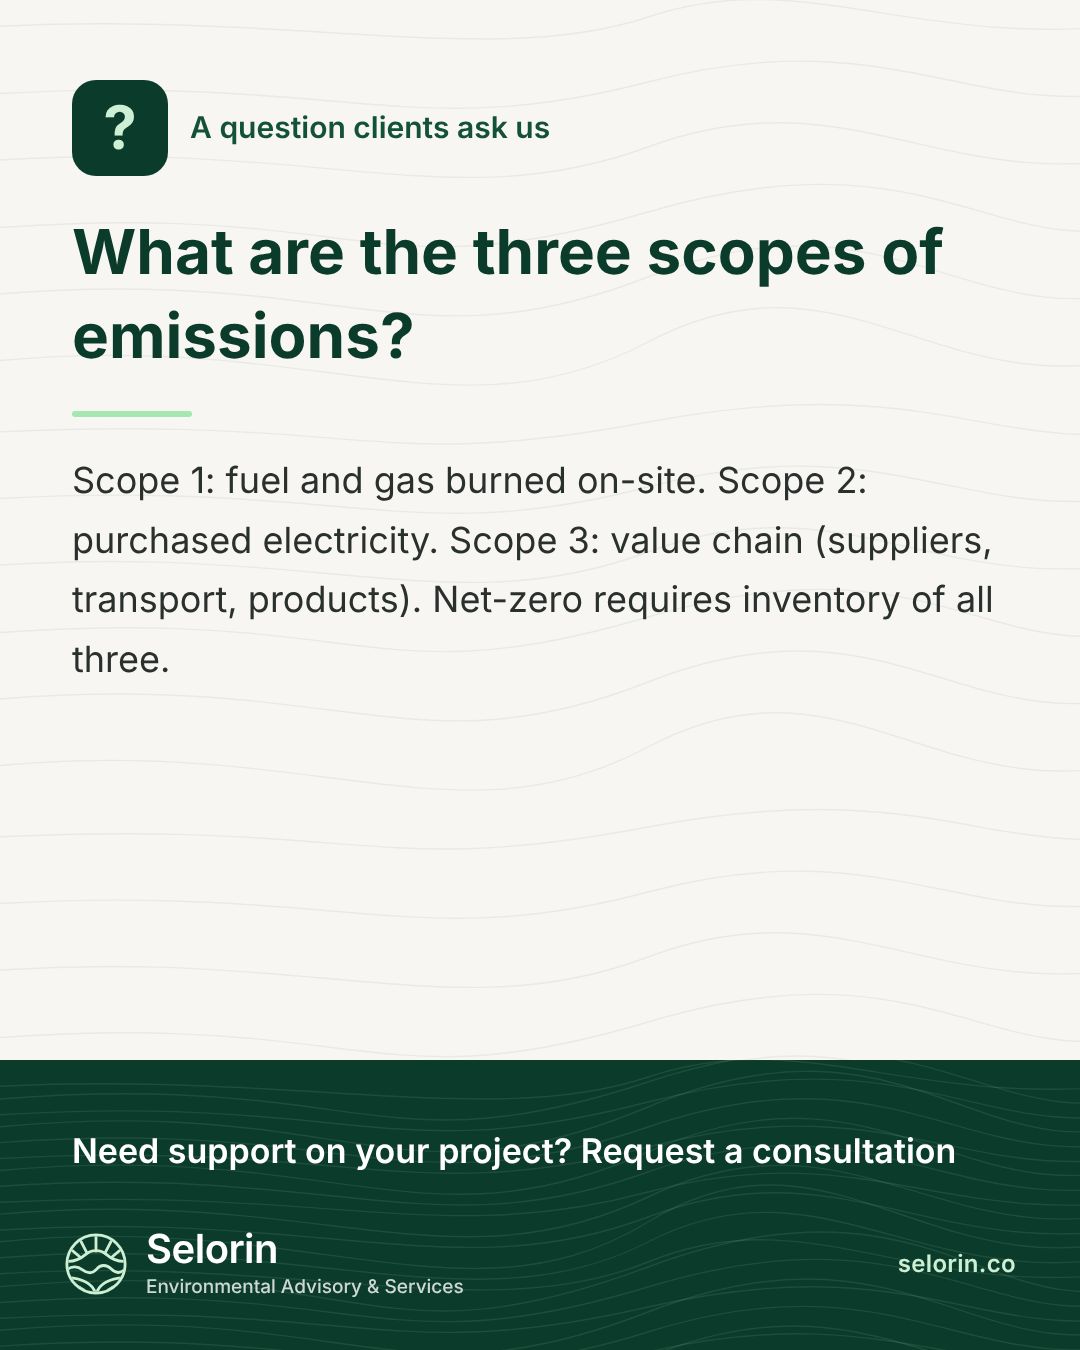 ?
A question clients ask us
What are the three scopes of
emissions?
Scope 1: fuel and gas burned on-site. Scope 2:
purchased electricity. Scope 3: value chain (suppliers,
transport, products). Net-zero requires inventory of all
three.
Need support on your project? Request a consultation
Selorin
Environmental Advisory & Services
selorin.co